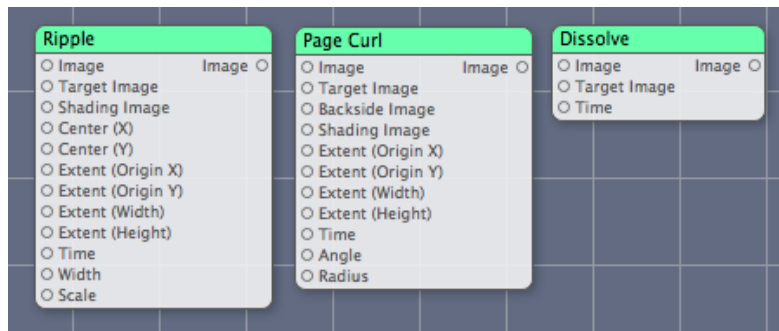 Ripple
Image Image
Target Image
Shading Image
Center (X)
Center (Y)
Extent (Origin X)
Extent (Origin Y)
Extent (Width)
Extent (Height)
Time
Width
Scale
Page Curl
Image Image
Target Image
Backside Image
Shading Image
Extent (Origin X)
Extent (Origin Y)
Extent (Width)
Extent (Height)
Time
Angle
Radius
Dissolve
Image Image
Target Image
Time